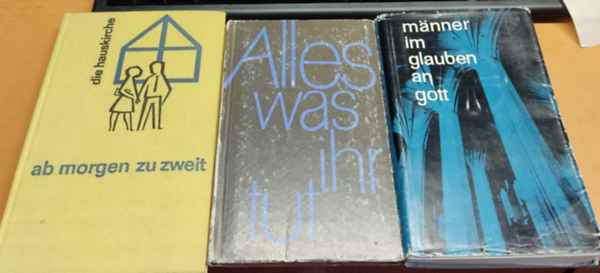 die hauskirche
ab morgen zu zweit
Alles
was
ihr
tut
männer
im
glauben
an
gott